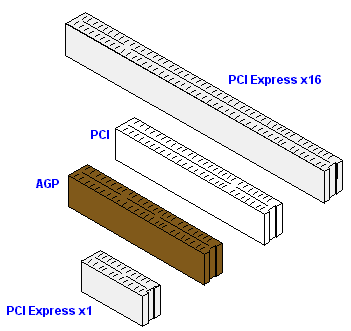 PCI Express x16
PCI
AGP
PCI Express x1